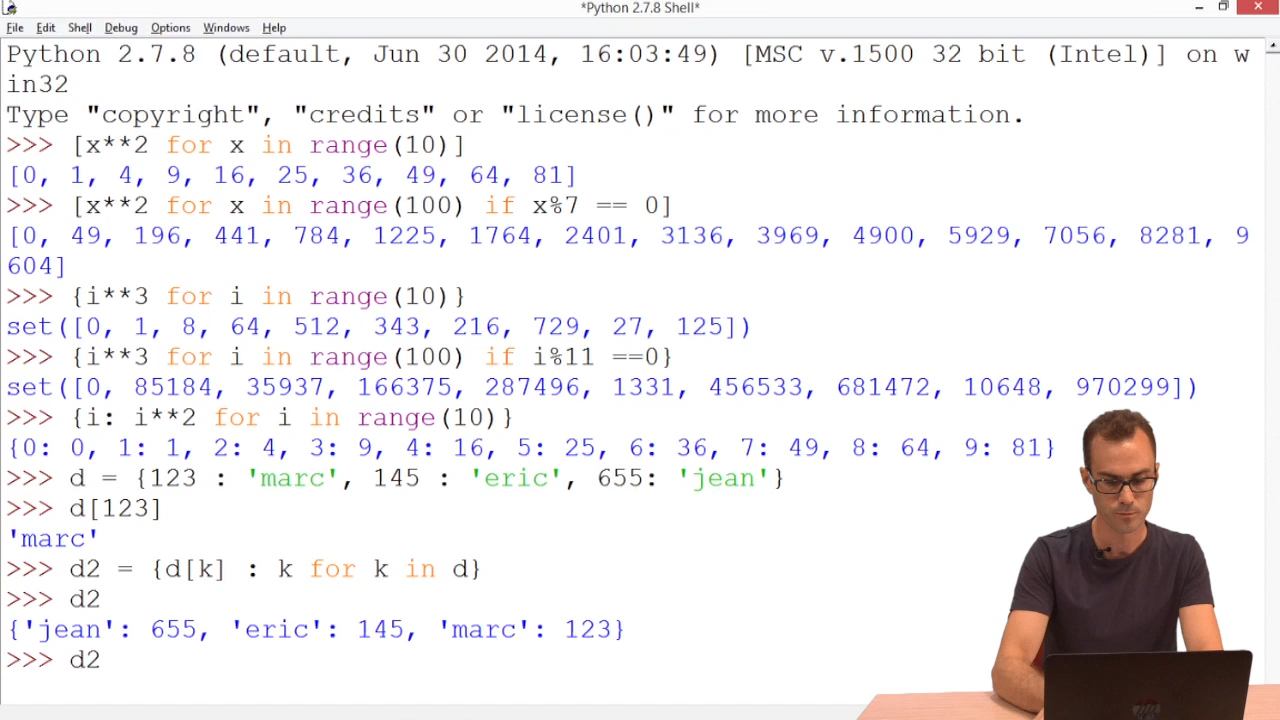 *Python 2.7.8 Shell*
File Edit Shell Debug Options Windows Help
Python 2.7.8 (default, Jun 30 2014, 16:03:49) [MSC v.1500 32 bit (Intel)] on w
in32
Type "copyright", "credits" or "license()" for more information.
>>> [x**2 for x in range(10)]
[0, 1, 4, 9, 16, 25, 36, 49, 64, 81]
>>> [x**2 for x in range(100) if x%7 == 0]
[0, 49, 196, 441, 784, 1225, 1764, 2401, 3136, 3969, 4900, 5929, 7056, 8281, 9
604]
>>> {i**3 for i in range(10)}
set([0, 1, 8, 64, 512, 343, 216, 729, 27, 125])
>>> {i**3 for i in range(100) if i%11 ==0}
set([0, 85184, 35937, 166375, 287496, 1331, 456533, 681472, 10648, 970299])
>>> {i: i**2 for i in range(10)}
{0: 0, 1: 1, 2: 4, 3: 9, 4: 16, 5: 25, 6: 36, 7: 49, 8: 64, 9: 81}
>>> d = {123 : 'marc', 145 : 'eric', 655: 'jean'}
>>> d[123]
'marc'
>>> d2 = {d[k] : k for k in d}
>>> d2
{'jean': 655, 'eric': 145, 'marc': 123}
>>> d2